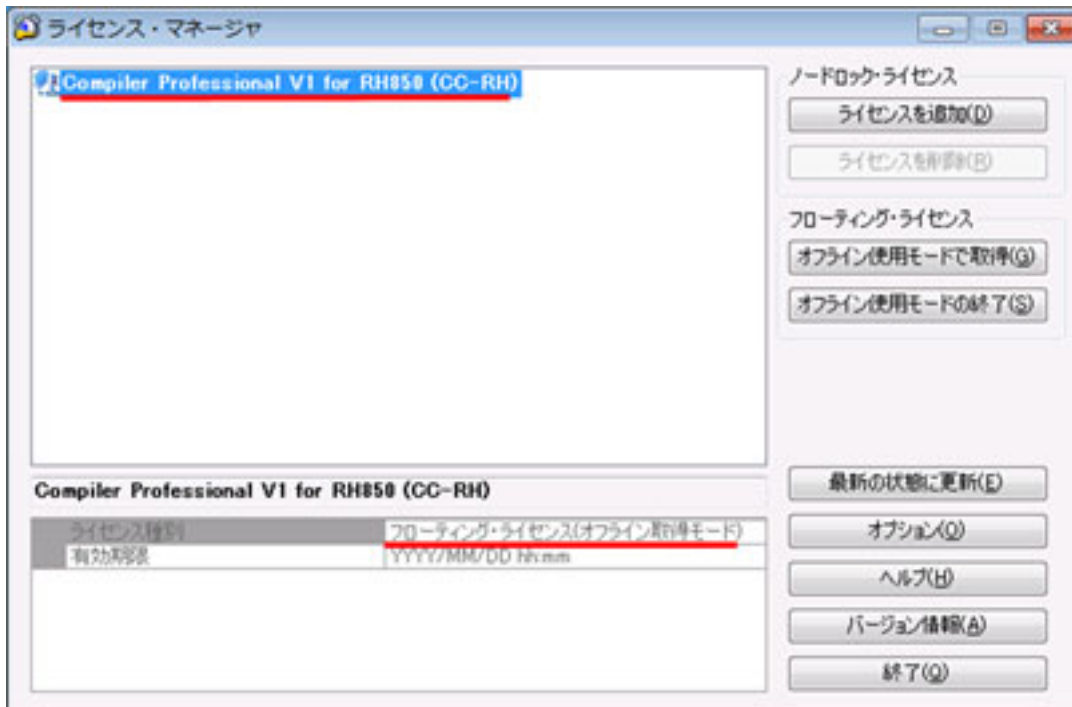 ライセンス・マネージャ
Compiler Professional V1 for RH850 (CC-RH)
ノードロック・ライセンス
ライセンスを追加(D)
ライセンスを削除(R)
フローティング・ライセンス
オフライン使用モードで取得(G)
オフライン使用モードの終了(S)
最新の状態に更新(E)
オプション(O)
ヘルプ(H)
バージョン情報(A)
終了(Q)
Compiler Professional V1 for RH850 (CC-RH)
ライセンス種別 フローティング・ライセンス(オフライン取得モード)
有効期限 YYYY/MM/DD hh:mm